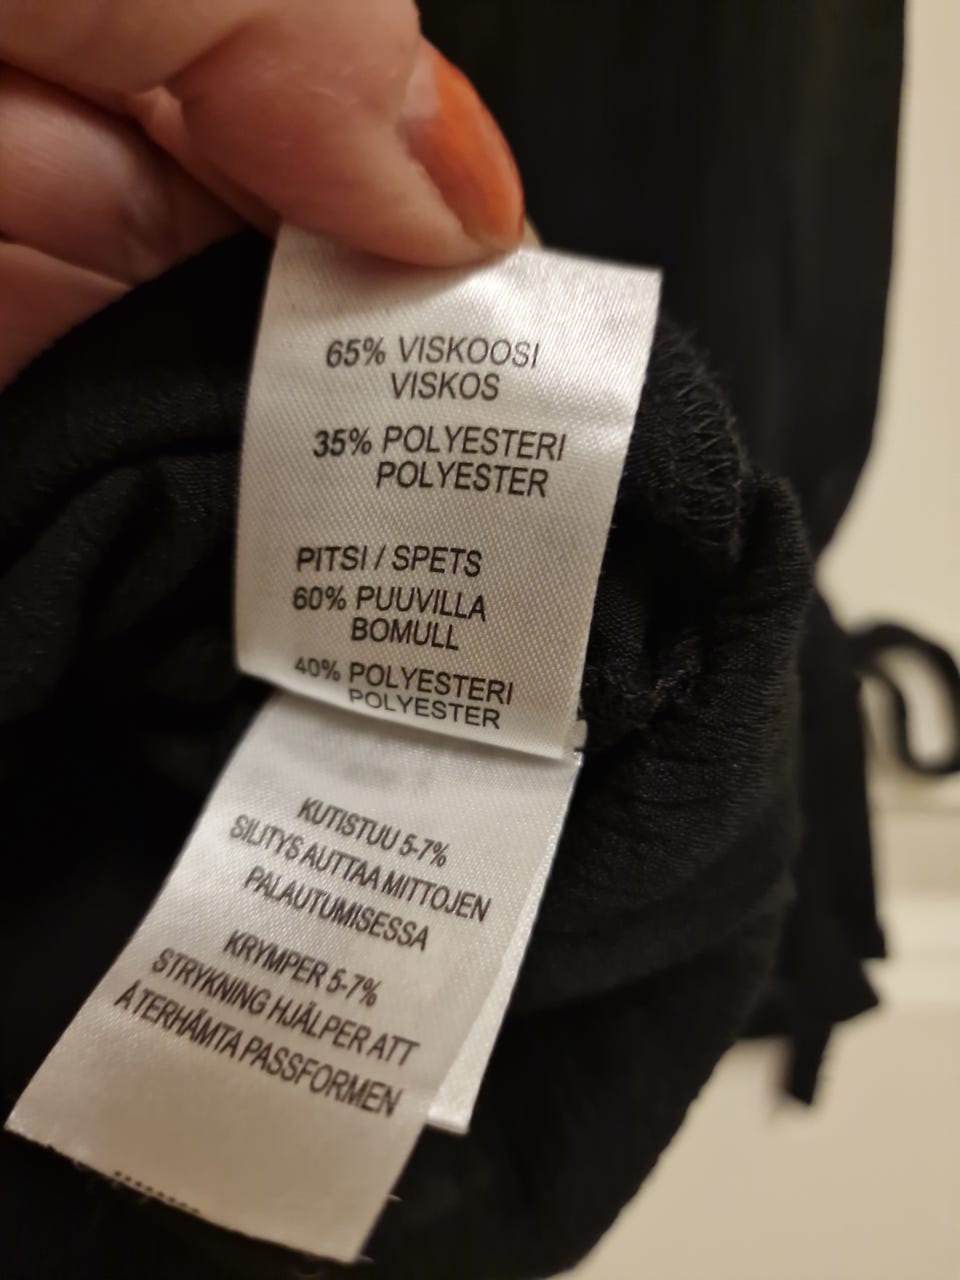 65% VISKOOSI
VISKOS
35% POLYESTERI
POLYESTER
PITSI / SPETS
60% PUUVILLA
BOMULL
40% POLYESTERI
POLYESTER
KUTISTUU 5-7%
SILITYS AUTTAA MITTOJEN
PALAUTUMISESSA
KRYMPER 5-7%
STRYKNING HJÄLPER ATT
ÅTERHÄMTA PASSFORMEN